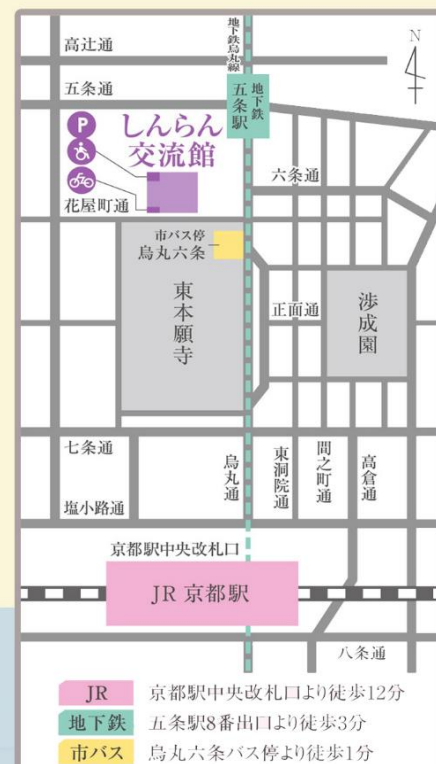 高辻通
地下鉄烏丸線
N
五条通
地下鉄
五条駅
P
しんらん
交流館
六条通
花屋町通
市バス停
烏丸六条
東本願寺
正面通
渉成園
七条通
烏丸通
東洞院通
間之町通
高倉通
塩小路通
京都駅中央改札口
JR 京都駅
八条通
JR 京都駅中央改札口より徒歩12分
地下鉄 五条駅8番出口より徒歩3分
市バス 烏丸六条バス停より徒歩1分